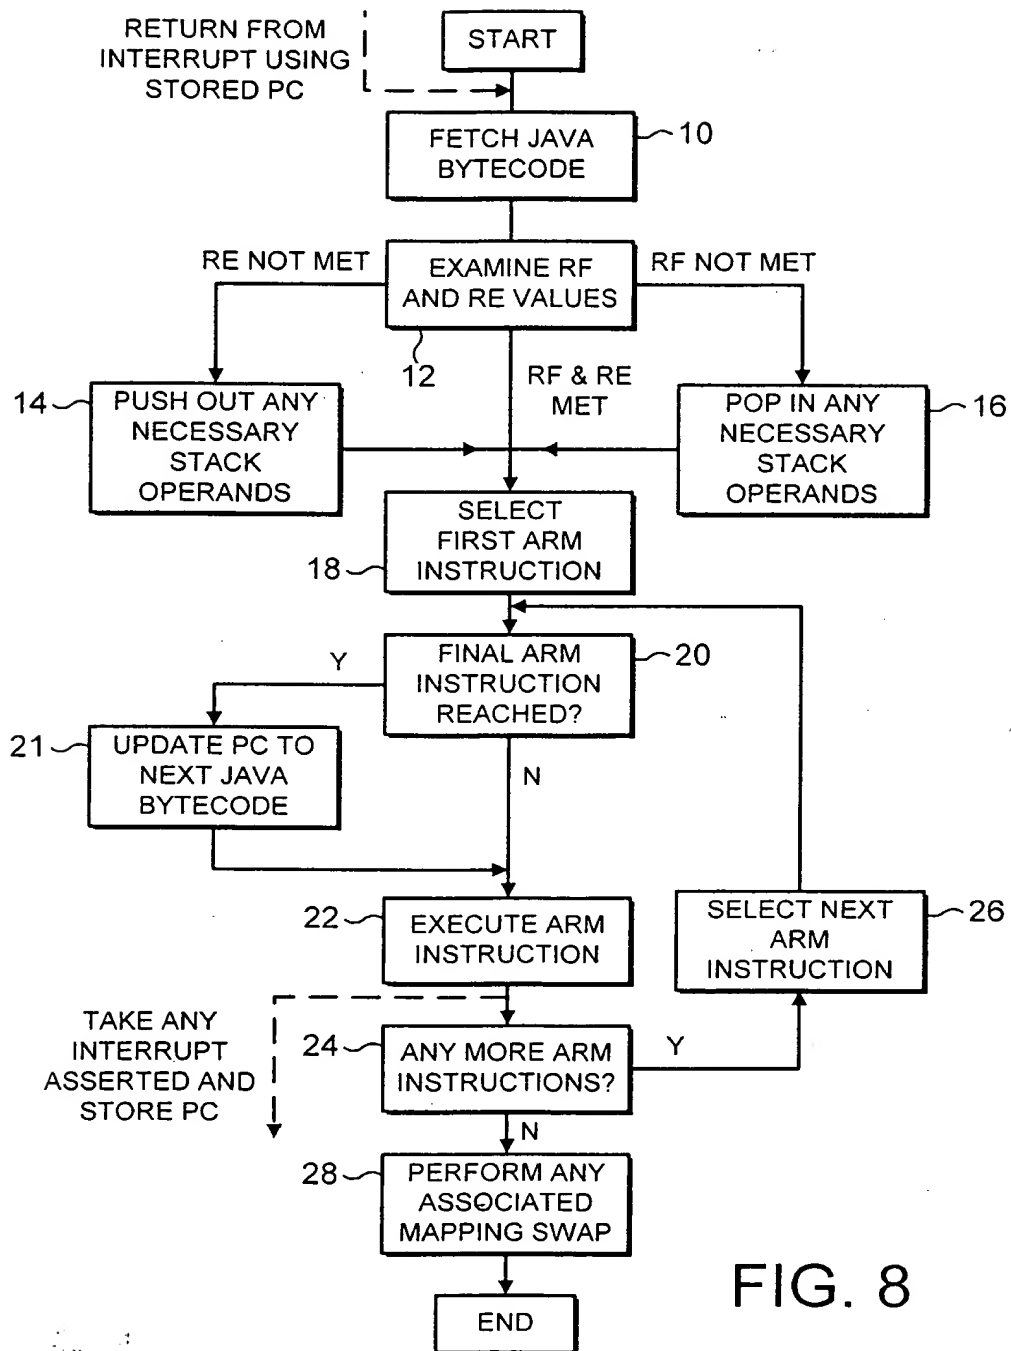 RETURN FROM
INTERRUPT USING
STORED PC
START
FETCH JAVA
BYTECODE
10
RE NOT MET
EXAMINE RF
AND RE VALUES
RF NOT MET
12
RF & RE
MET
14
PUSH OUT ANY
NECESSARY
STACK
OPERANDS
POP IN ANY
NECESSARY
STACK
OPERANDS
16
SELECT
FIRST ARM
INSTRUCTION
18
Y
FINAL ARM
INSTRUCTION
REACHED?
20
21
UPDATE PC TO
NEXT JAVA
BYTECODE
N
22
EXECUTE ARM
INSTRUCTION
SELECT NEXT
ARM
INSTRUCTION
26
TAKE ANY
INTERRUPT
ASSERTED AND
STORE PC
24
ANY MORE ARM
INSTRUCTIONS?
Y
N
28
PERFORM ANY
ASSOCIATED
MAPPING SWAP
END
FIG. 8